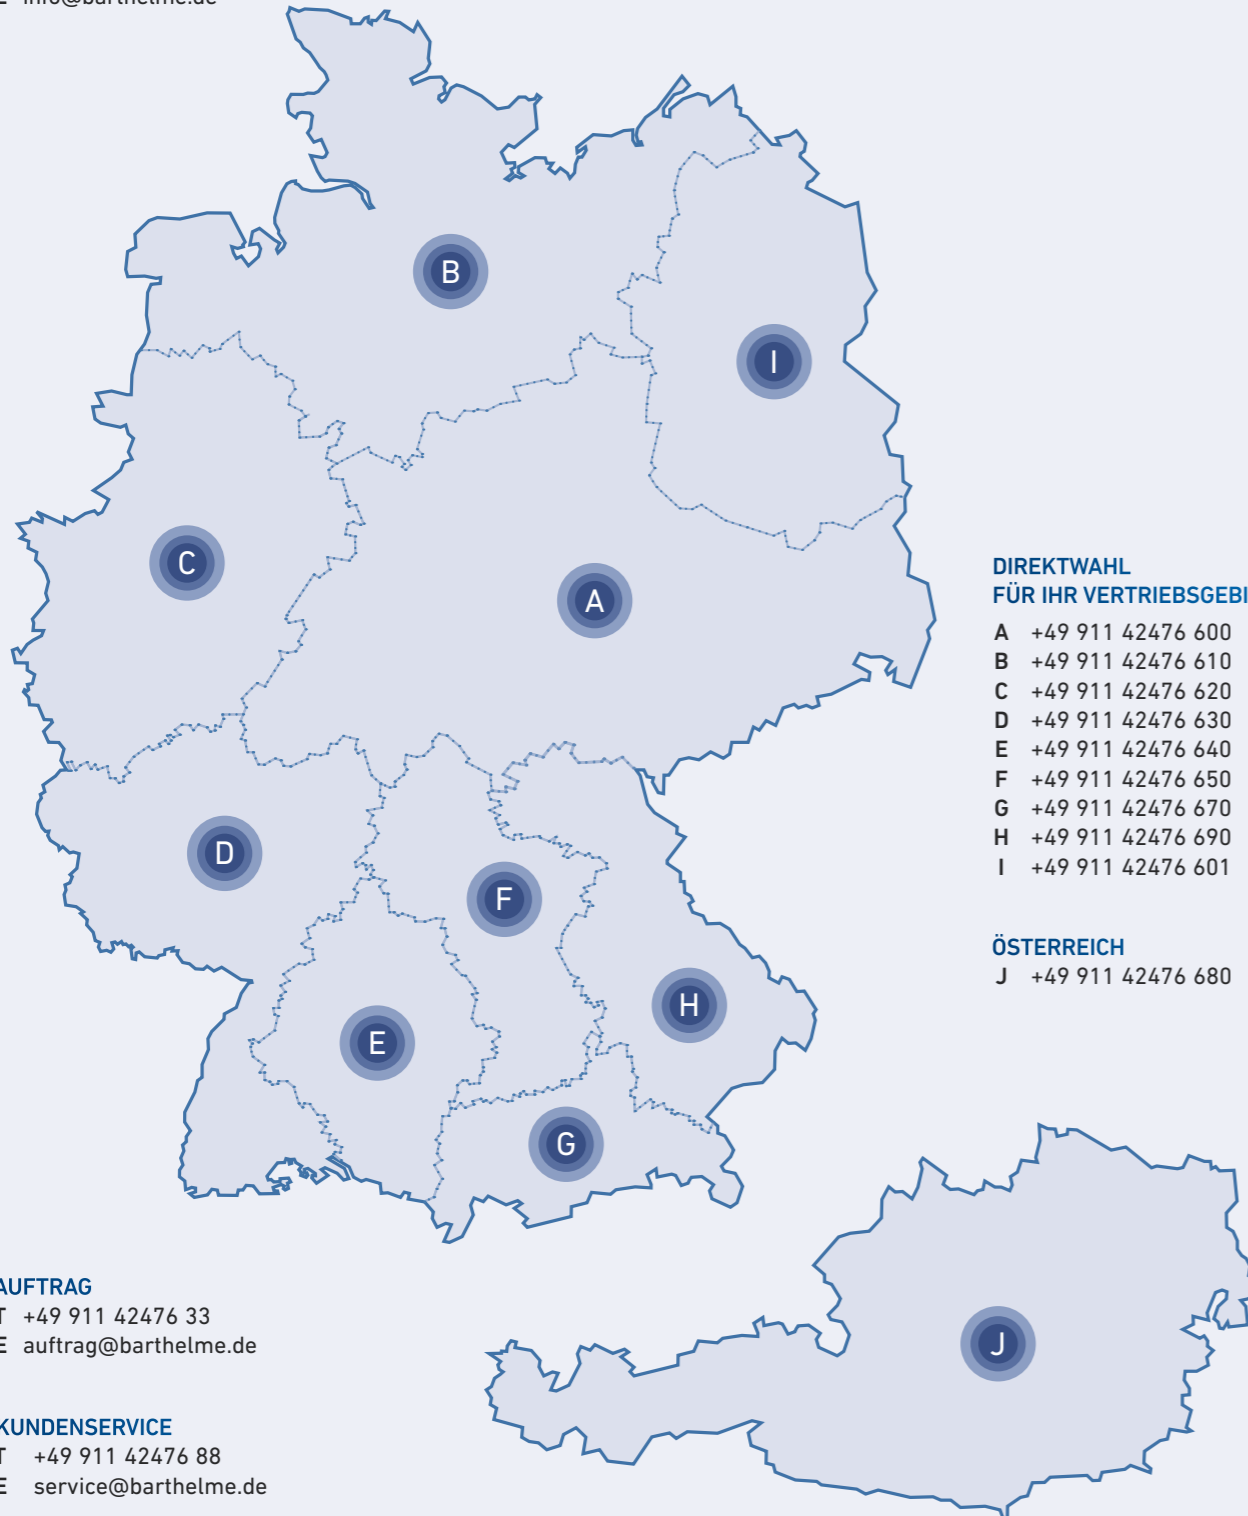 E info@barthelme.de
B
I
C
A
DIREKTWAHL
FÜR IHR VERTRIEBSGEBI
A +49 911 42476 600
B +49 911 42476 610
C +49 911 42476 620
D +49 911 42476 630
E +49 911 42476 640
F +49 911 42476 650
G +49 911 42476 670
H +49 911 42476 690
I +49 911 42476 601
D
F
ÖSTERREICH
J +49 911 42476 680
H
E
G
AUFTRAG
T +49 911 42476 33
E auftrag@barthelme.de
J
KUNDENSERVICE
T +49 911 42476 88
E service@barthelme.de